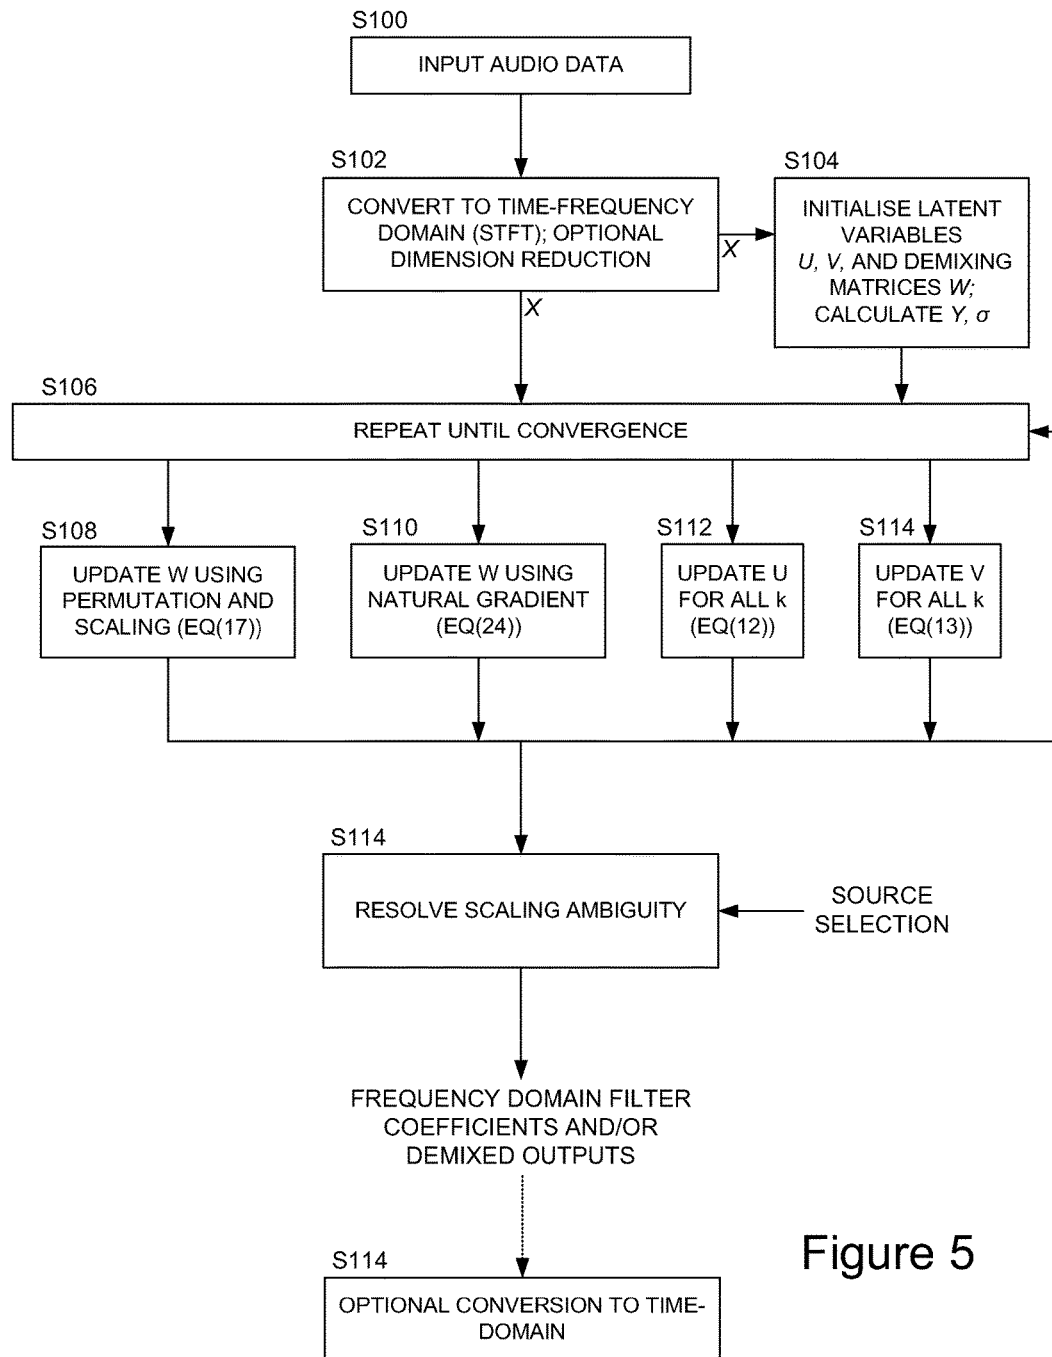 S100
INPUT AUDIO DATA
S102
CONVERT TO TIME-FREQUENCY
DOMAIN (STFT); OPTIONAL
DIMENSION REDUCTION
X
X
S104
INITIALISE LATENT
VARIABLES
U, V, AND DEMIXING
MATRICES W;
CALCULATE Y, σ
S106
REPEAT UNTIL CONVERGENCE
S108
UPDATE W USING
PERMUTATION AND
SCALING (EQ(17))
S110
UPDATE W USING
NATURAL GRADIENT
(EQ(24))
S112
UPDATE U
FOR ALL k
(EQ(12))
S114
UPDATE V
FOR ALL k
(EQ(13))
S114
RESOLVE SCALING AMBIGUITY
SOURCE
SELECTION
FREQUENCY DOMAIN FILTER
COEFFICIENTS AND/OR
DEMIXED OUTPUTS
S114
OPTIONAL CONVERSION TO TIME-
DOMAIN
Figure 5